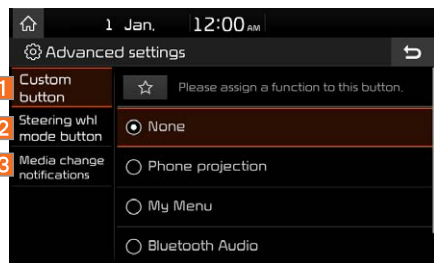 1 Jan. 12:00 AM
Advanced settings
1 Custom
button
Please assign a function to this button.
2 Steering whl
mode button
None
3 Media change
notifications
Phone projection
My Menu
Bluetooth Audio